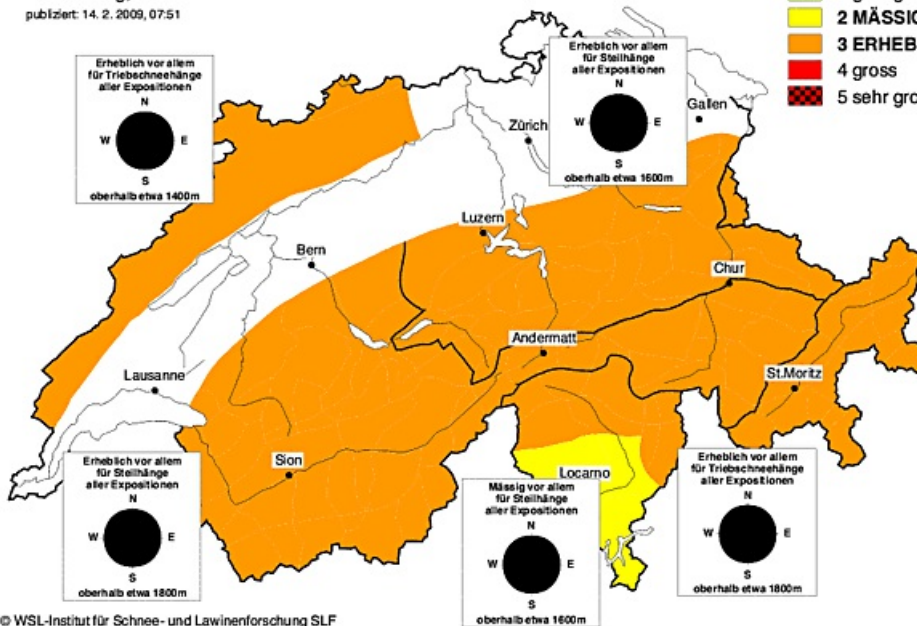 publiziert: 14. 2. 2009, 07:51
2 MÄSSIG
3 ERHEB
4 gross
5 sehr gro
Erheblich vor allem
für Triebschneehänge
aller Expositionen
N
W E
S
oberhalb etwa 1400m
Erheblich vor allem
für Steilhänge
aller Expositionen
N
W E
S
oberhalb etwa 1600m
Gallen
Zürich
Luzern
Bern
Chur
Andermatt
St.Moritz
Lausanne
Sion
Locarno
Erheblich vor allem
für Steilhänge
aller Expositionen
N
W E
S
oberhalb etwa 1800m
Mässig vor allem
für Steilhänge
aller Expositionen
N
W E
S
oberhalb etwa 1600m
Erheblich vor allem
für Triebschneehänge
aller Expositionen
N
W E
S
oberhalb etwa 1800m
© WSL-Institut für Schnee- und Lawinenforschung SLF